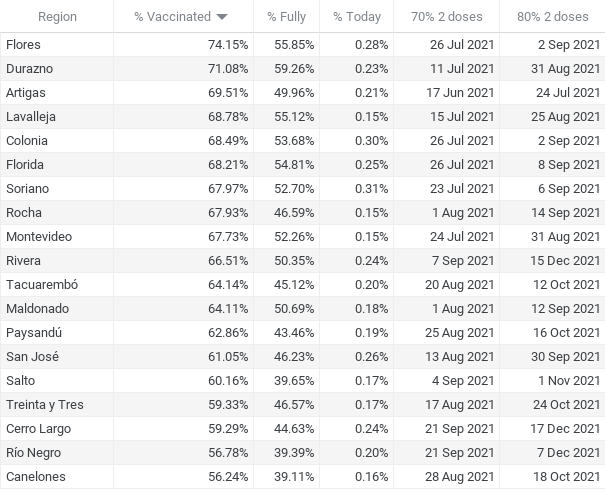 Region % Vaccinated % Fully % Today 70% 2 doses 80% 2 doses
Flores 74.15% 55.85% 0.28% 26 Jul 2021 2 Sep 2021
Durazno 71.08% 59.26% 0.23% 11 Jul 2021 31 Aug 2021
Artigas 69.51% 49.96% 0.21% 17 Jun 2021 24 Jul 2021
Lavalleja 68.78% 55.12% 0.15% 15 Jul 2021 25 Aug 2021
Colonia 68.49% 53.68% 0.30% 26 Jul 2021 2 Sep 2021
Florida 68.21% 54.81% 0.25% 26 Jul 2021 8 Sep 2021
Soriano 67.97% 52.70% 0.31% 23 Jul 2021 6 Sep 2021
Rocha 67.93% 46.59% 0.15% 1 Aug 2021 14 Sep 2021
Montevideo 67.73% 52.26% 0.15% 24 Jul 2021 31 Aug 2021
Rivera 66.51% 50.35% 0.24% 7 Sep 2021 15 Dec 2021
Tacuarembó 64.14% 45.12% 0.20% 20 Aug 2021 12 Oct 2021
Maldonado 64.11% 50.69% 0.18% 1 Aug 2021 12 Sep 2021
Paysandú 62.86% 43.46% 0.19% 25 Aug 2021 16 Oct 2021
San José 61.05% 46.23% 0.26% 13 Aug 2021 30 Sep 2021
Salto 60.16% 39.65% 0.17% 4 Sep 2021 1 Nov 2021
Treinta y Tres 59.33% 46.57% 0.17% 17 Aug 2021 24 Oct 2021
Cerro Largo 59.29% 44.63% 0.24% 21 Sep 2021 17 Dec 2021
Río Negro 56.78% 39.39% 0.20% 21 Sep 2021 7 Dec 2021
Canelones 56.24% 39.11% 0.16% 28 Aug 2021 18 Oct 2021